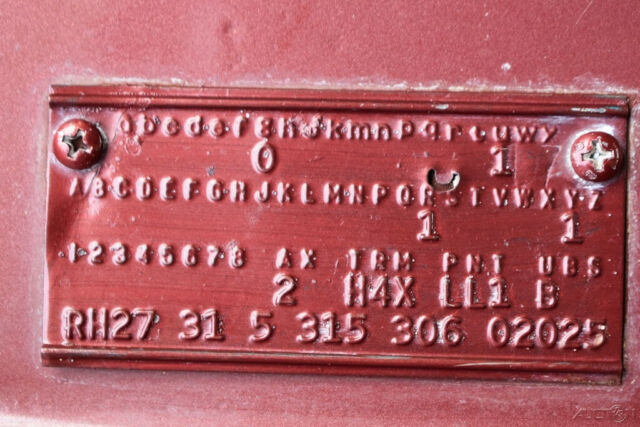 abcdefghjkmnpqrtuwxy
0 1
ABCDEFGHJKLMNPQRSTVWXYZ
1 1
12345678 AX TRM PNT UBS
2 H4X LL1 B
RH27 31 5 315 306 02025